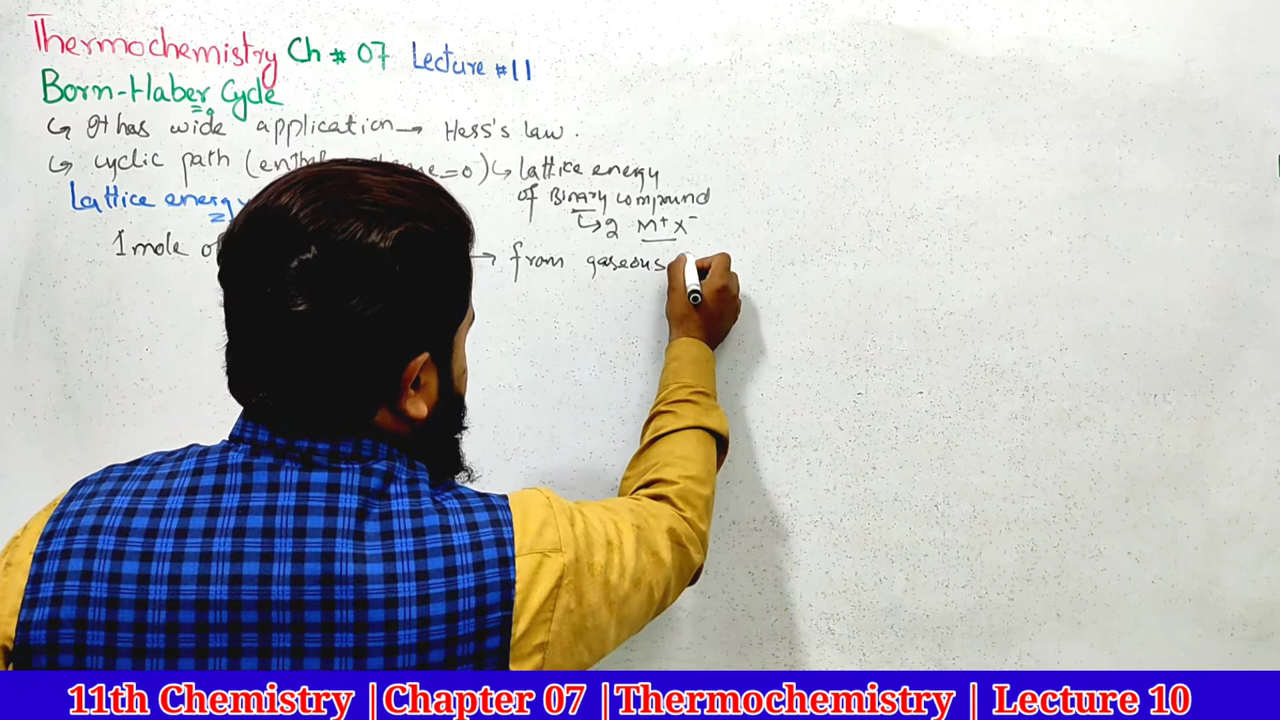 Thermochemistry Ch # 07 Lecture #11
Born-Haber Cycle
↳ It has wide application → Hess's law.
↳ cyclic path ( =0) ↳ lattice energy
of Binary compound
Lattice energy
↳ 2 M⁺X⁻
1 mole of → from gaseous
11th Chemistry |Chapter 07 |Thermochemistry | Lecture 10